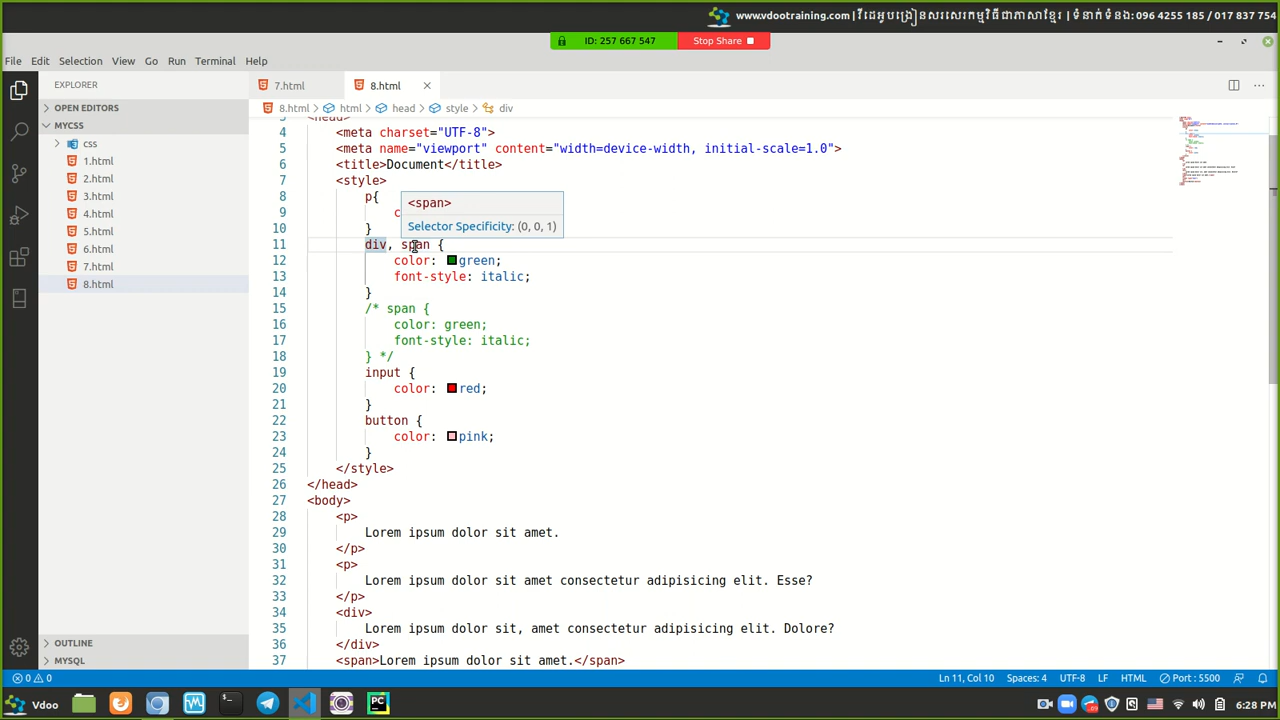 www.vdootraining.com | វីដេអូបង្រៀនសរសេរកម្មវិធីជាភាសាខ្មែរ | ទំនាក់ទំនង: 096 4255 185 / 017 837 754
ID: 257 667 547 Stop Share
File Edit Selection View Go Run Terminal Help
EXPLORER
OPEN EDITORS
MYCSS
css
1.html
2.html
3.html
4.html
5.html
6.html
7.html
8.html
OUTLINE
MYSQL
7.html 8.html
8.html html head style div
3 <head>
4 <meta charset="UTF-8">
5 <meta name="viewport" content="width=device-width, initial-scale=1.0">
6 <title>Document</title>
7 <style>
8 p{
<span>
Selector Specificity: (0, 0, 1)
9 c
10 }
11 div, span {
12 color: green;
13 font-style: italic;
14 }
15 /* span {
16 color: green;
17 font-style: italic;
18 } */
19 input {
20 color: red;
21 }
22 button {
23 color: pink;
24 }
25 </style>
26 </head>
27 <body>
28 <p>
29 Lorem ipsum dolor sit amet.
30 </p>
31 <p>
32 Lorem ipsum dolor sit amet consectetur adipisicing elit. Esse?
33 </p>
34 <div>
35 Lorem ipsum dolor sit, amet consectetur adipisicing elit. Dolore?
36 </div>
37 <span>Lorem ipsum dolor sit amet.</span>
0 0 Ln 11, Col 10 Spaces: 4 UTF-8 LF HTML Port : 5500
Vdoo 6:28 PM